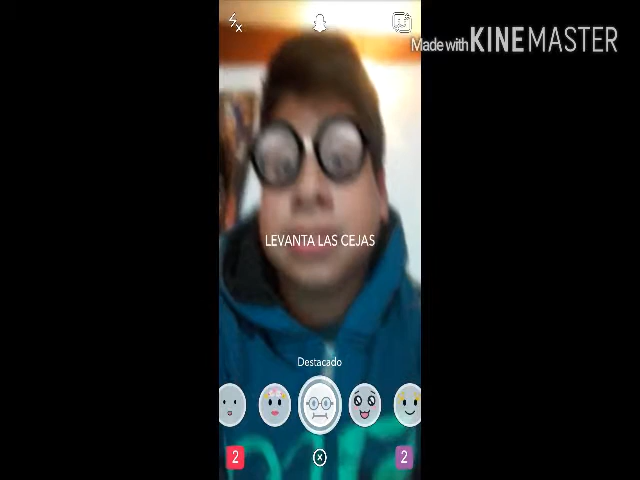 Made with KINEMASTER
LEVANTA LAS CEJAS
Destacado
2
2